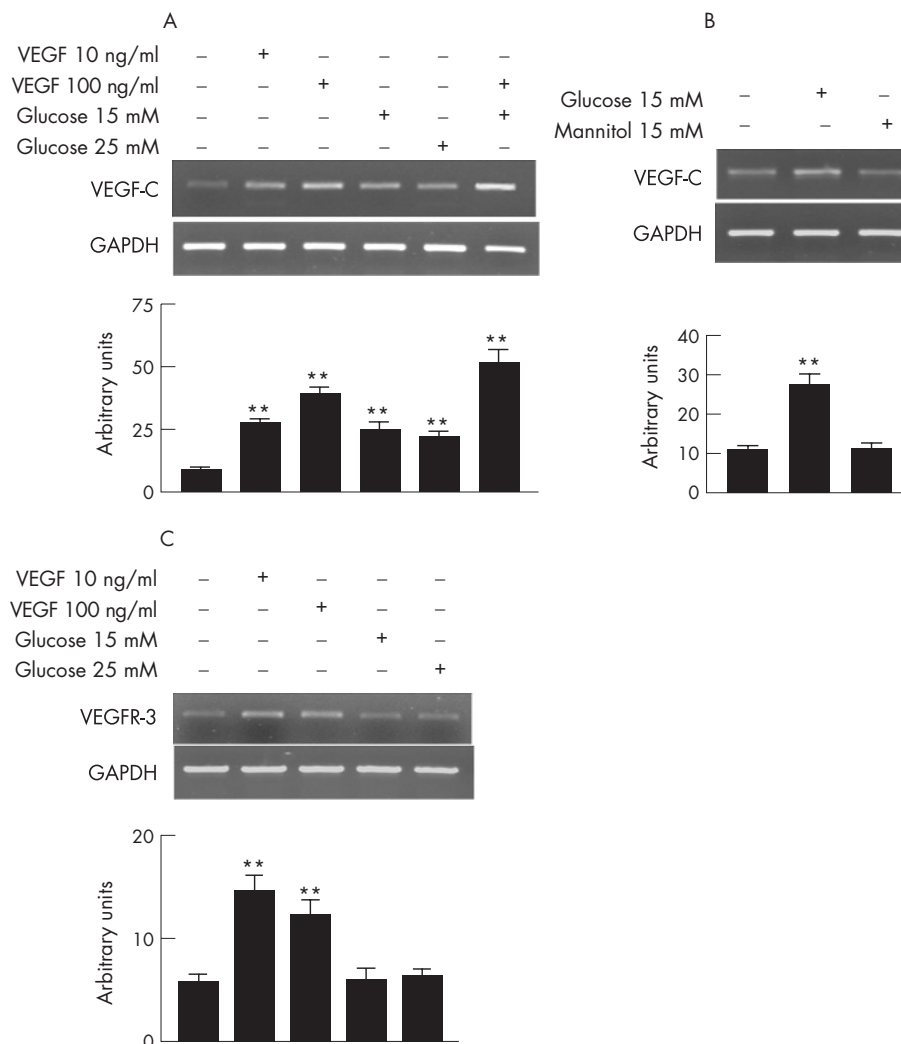 A
VEGF 10 ng/ml – + – – – –
VEGF 100 ng/ml – – + – – +
Glucose 15 mM – – – + – +
Glucose 25 mM – – – – + –
VEGF-C
GAPDH
75
50
25
0
Arbitrary units
** ** ** ** **
B
Glucose 15 mM – + –
Mannitol 15 mM – – +
VEGF-C
GAPDH
40
30
20
10
0
Arbitrary units
**
C
VEGF 10 ng/ml – + – – –
VEGF 100 ng/ml – – + – –
Glucose 15 mM – – – + –
Glucose 25 mM – – – – +
VEGFR-3
GAPDH
20
10
0
Arbitrary units
** **